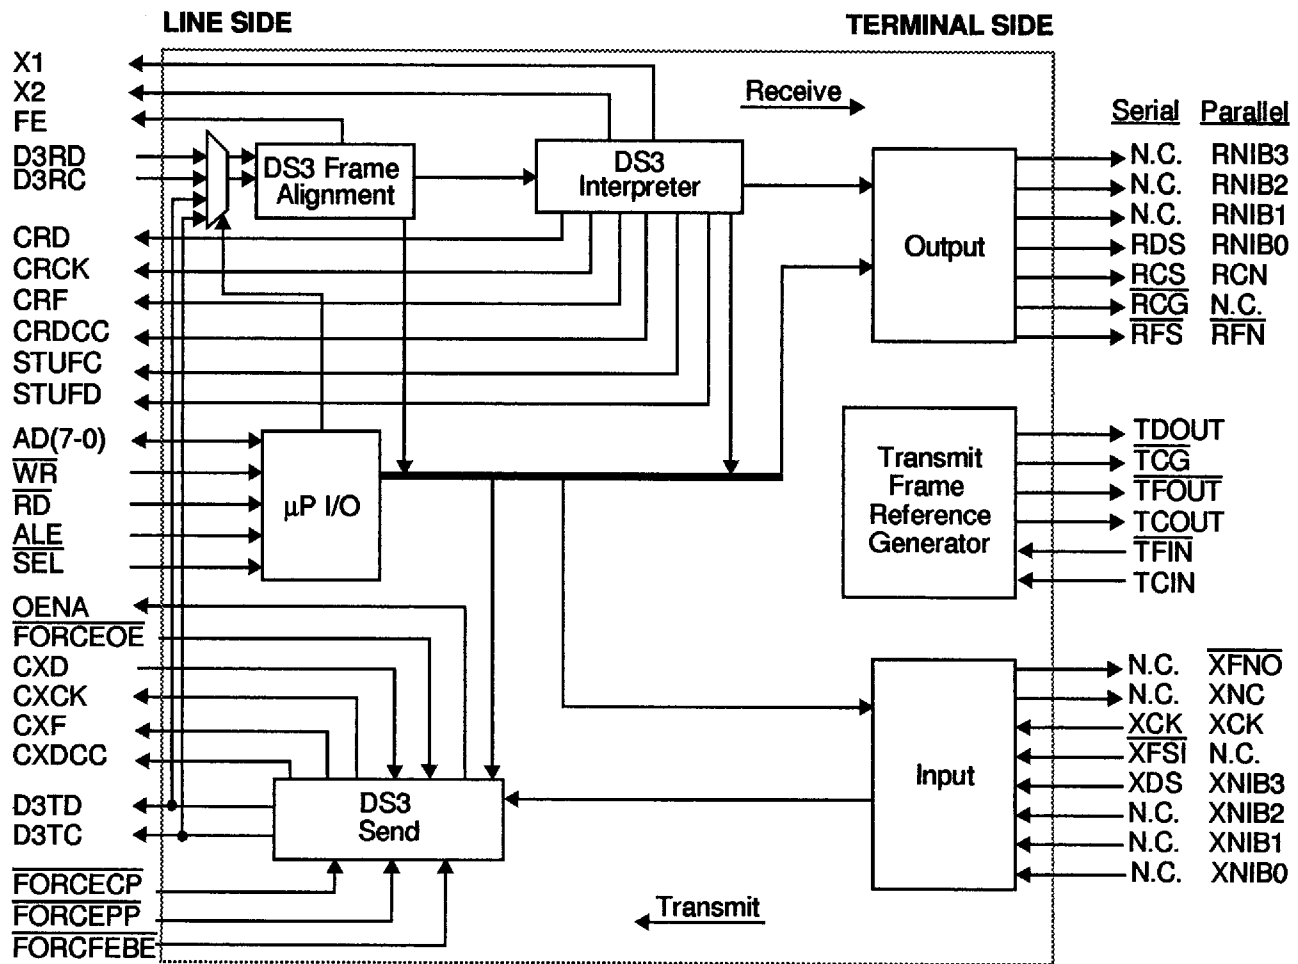 LINE SIDE
TERMINAL SIDE
X1
X2
FE
D3RD
D3RC
CRD
CRCK
CRF
CRDCC
STUFC
STUFD
AD(7-0)
WR
RD
ALE
SEL
OENA
FORCEOE
CXD
CXCK
CXF
CXDCC
D3TD
D3TC
FORCECP
FORCEPP
FORCFEBE
DS3 Frame
Alignment
DS3
Interpreter
Receive
Output
µP I/O
Transmit
Frame
Reference
Generator
DS3
Send
Input
Transmit
Serial Parallel
N.C. RNIB3
N.C. RNIB2
N.C. RNIB1
RDS RNIB0
RCS RCN
RCG N.C.
RFS RFN
TDOUT
TCG
TFOUT
TCOUT
TFIN
TCIN
N.C. XFNO
N.C. XNC
XCK XCK
XFSI N.C.
XDS XNIB3
N.C. XNIB2
N.C. XNIB1
N.C. XNIB0